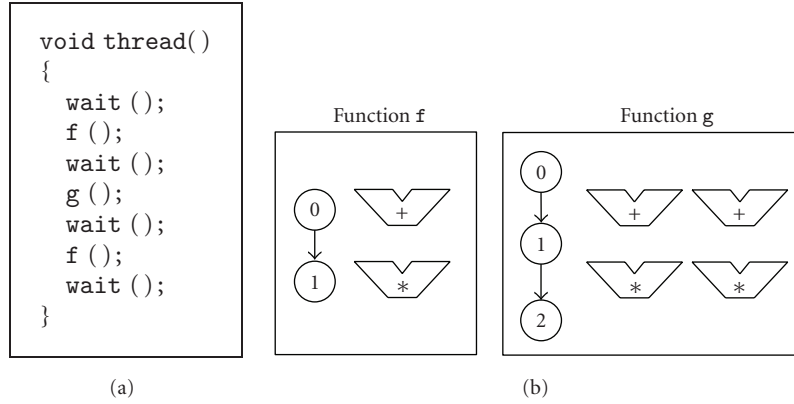 void thread()
{
wait ();
f ();
wait ();
g ();
wait ();
f ();
wait ();
}
(a)
Function f
0
+
1
*
Function g
0
+ +
1
* *
2
(b)